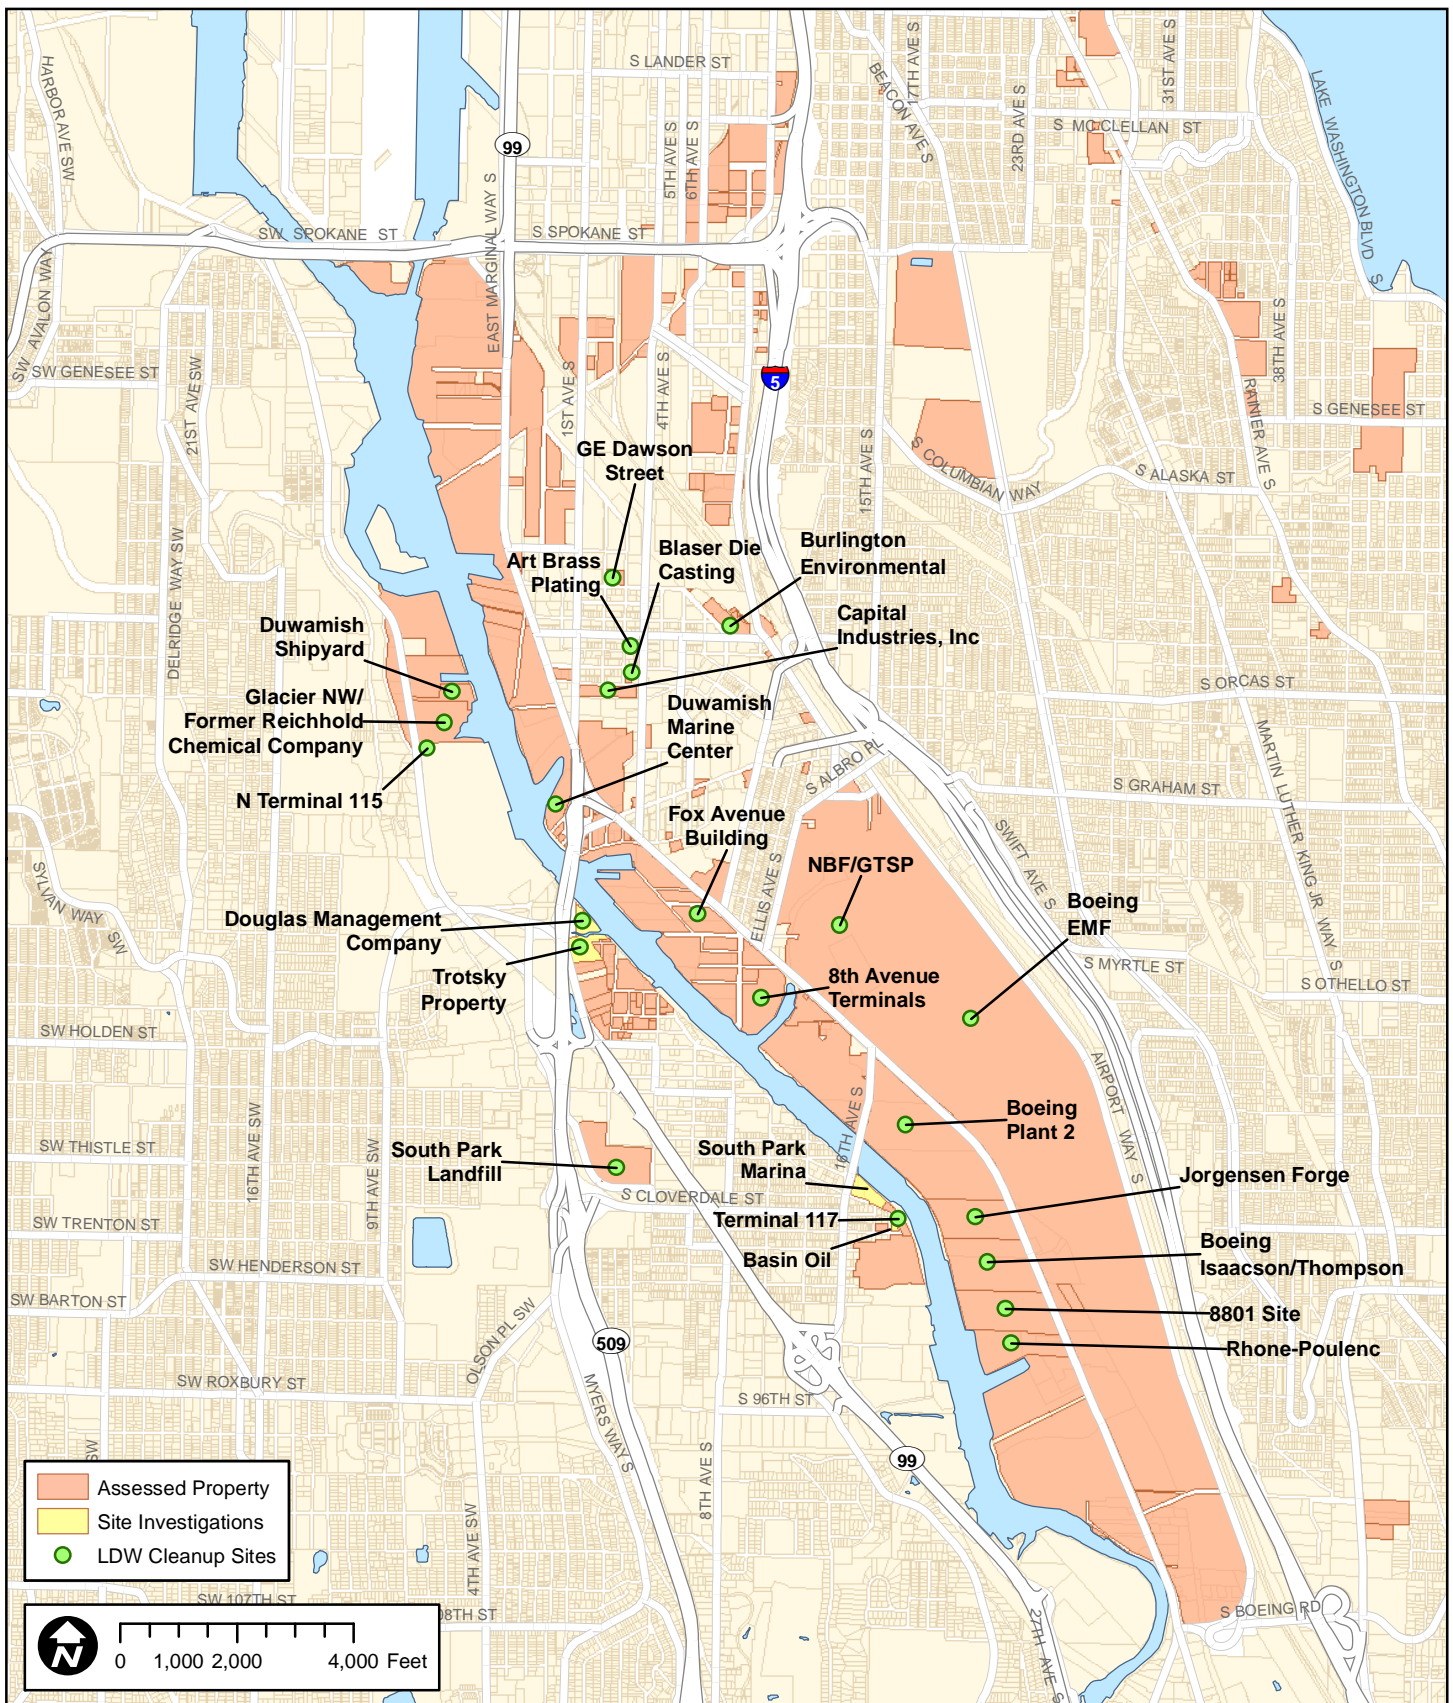 S LANDER ST
HARBOR AVE SW
BEACON AVE S
17TH AVE S
31ST AVE S
23RD AVE S
S MCCLELLAN ST
LAKE WASHINGTON BLVD S
99
5TH AVE S
6TH AVE S
EAST MARGINAL WAY S
SW SPOKANE ST
S SPOKANE ST
SW AVALON WAY
SW GENESEE ST
21ST AVE SW
1ST AVE S
4TH AVE S
5
15TH AVE S
S COLUMBIAN WAY
S ALASKA ST
38TH AVE S
RAINIER AVE S
S GENESEE ST
GE Dawson
Street
DELRIDGE WAY SW
Art Brass
Plating
Blaser Die
Casting
Burlington
Environmental
Capital
Industries, Inc
Duwamish
Shipyard
Glacier NW/
Former Reichhold
Chemical Company
N Terminal 115
Duwamish
Marine
Center
S ORCAS ST
MARTIN LUTHER KING JR WAY S
S ALBRO PL
S GRAHAM ST
Fox Avenue
Building
SWIFT AVE S
ELLIS AVE S
NBF/GTSP
Boeing
EMF
SYLVAN WAY SW
Douglas Management
Company
Trotsky
Property
8th Avenue
Terminals
S MYRTLE ST
S OTHELLO ST
SW HOLDEN ST
AIRPORT WAY S
16TH AVE S
Boeing
Plant 2
SW THISTLE ST
16TH AVE SW
9TH AVE SW
South Park
Landfill
South Park
Marina
Jorgensen Forge
S CLOVERDALE ST
Terminal 117
SW TRENTON ST
Basin Oil
Boeing
Isaacson/Thompson
SW HENDERSON ST
SW BARTON ST
8801 Site
OLSON PL SW
509
Rhone-Poulenc
SW ROXBURY ST
MYERS WAY S
S 96TH ST
8TH AVE S
99
SW
4TH AVE SW
Assessed Property
Site Investigations
LDW Cleanup Sites
SW 107TH ST
08TH ST
27TH AVE S
S BOEING RD
N
0 1,000 2,000 4,000 Feet